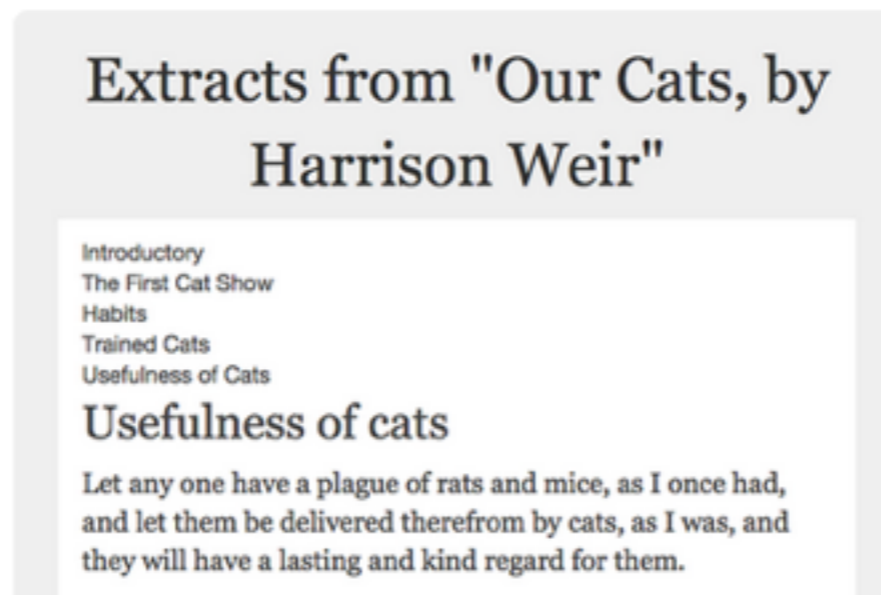 Extracts from "Our Cats, by
Harrison Weir"
Introductory
The First Cat Show
Habits
Trained Cats
Usefulness of Cats
Usefulness of cats
Let any one have a plague of rats and mice, as I once had,
and let them be delivered therefrom by cats, as I was, and
they will have a lasting and kind regard for them.